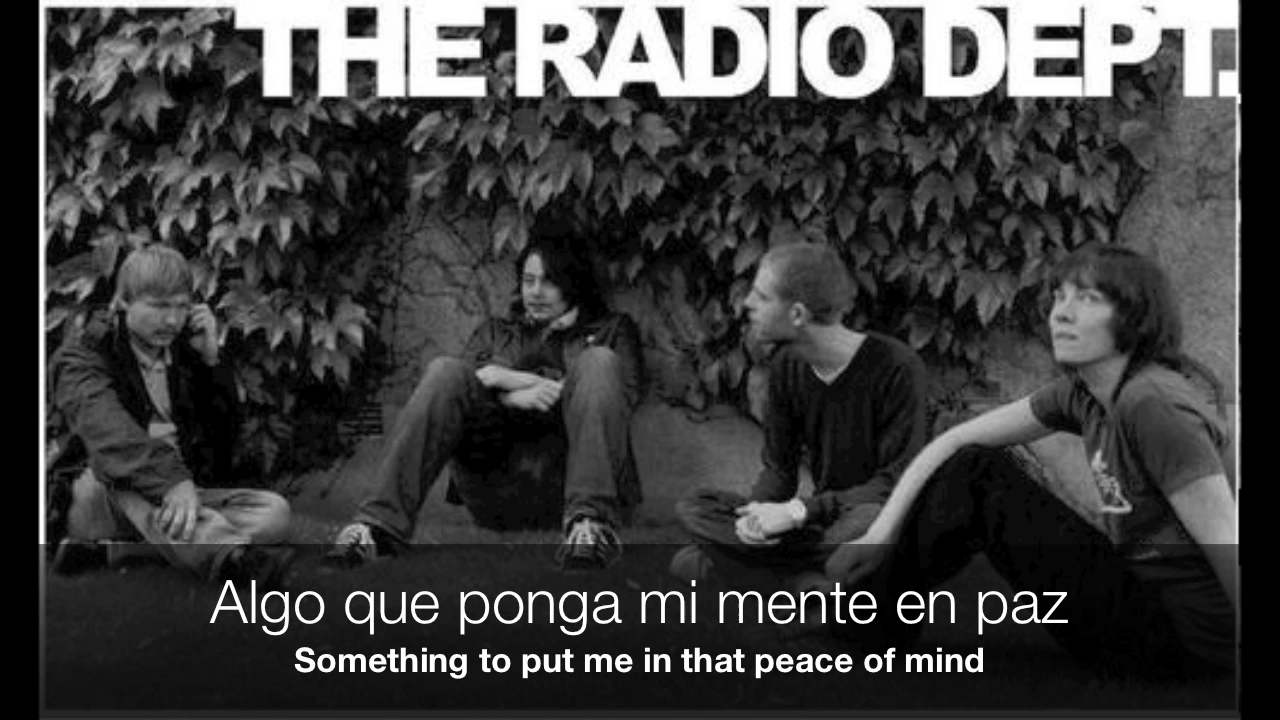 THE RADIO DEPT.
Algo que ponga mi mente en paz
Something to put me in that peace of mind